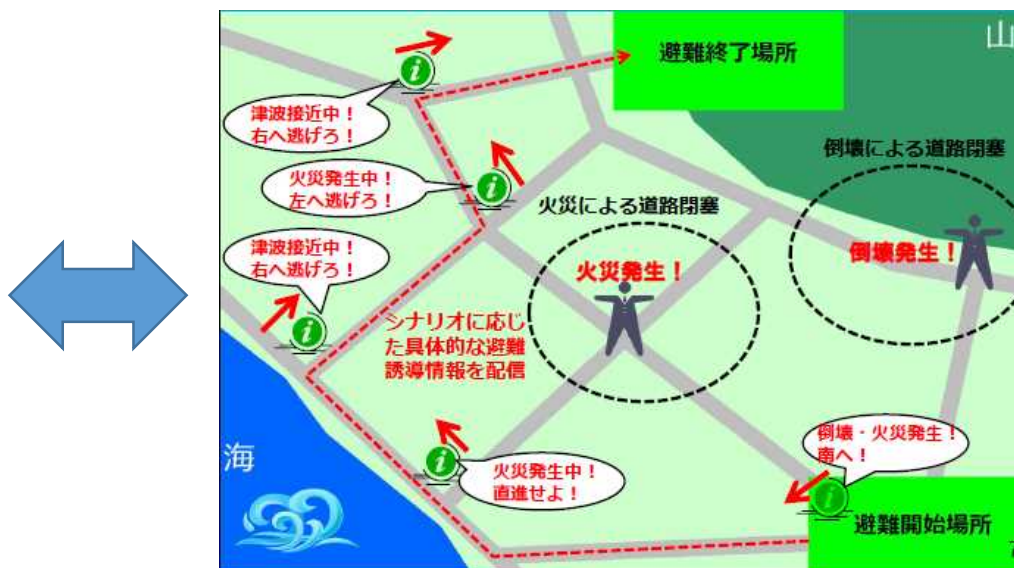 山
避難終了場所
津波接近中！
右へ逃げろ！
倒壊による道路閉塞
火災発生中！
左へ逃げろ！
火災による道路閉塞
津波接近中！
右へ逃げろ！
火災発生！
倒壊発生！
シナリオに応じ
た具体的な避難
誘導情報を配信
倒壊・火災発生！
南へ！
海
火災発生中！
直進せよ！
避難開始場所
i
i
i
i
i